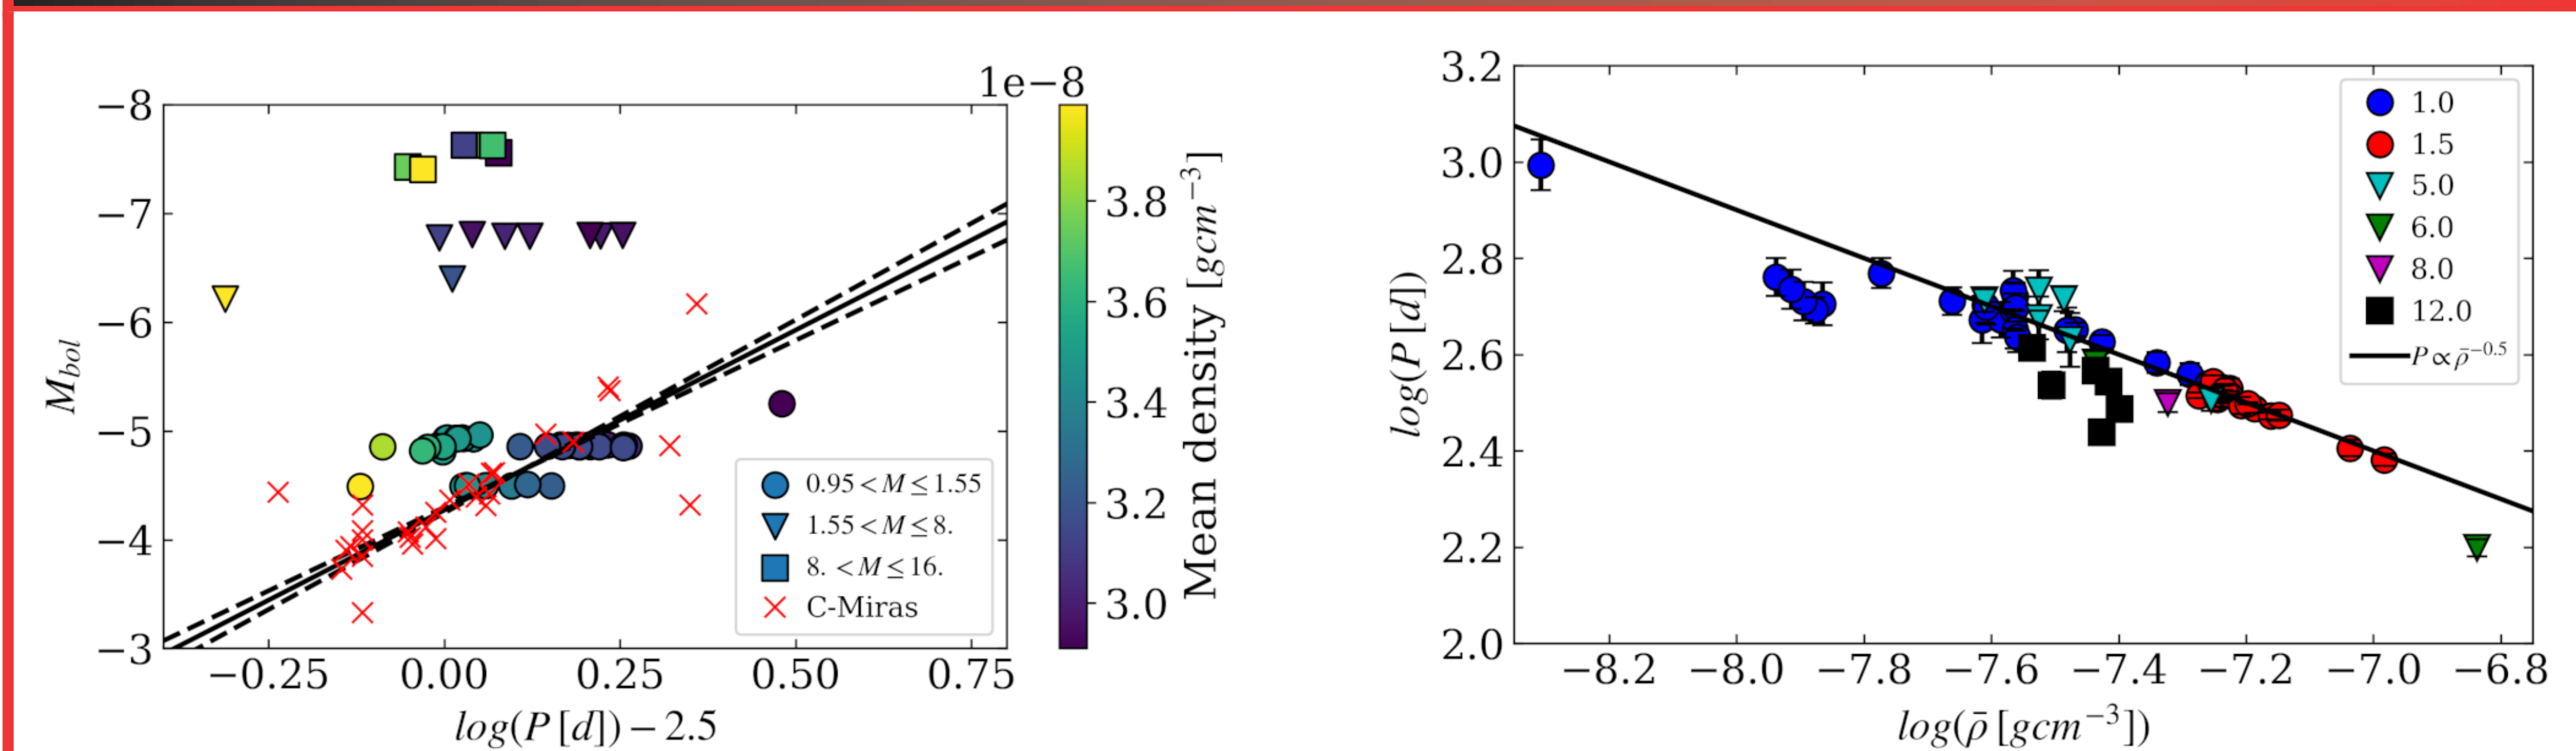 1e−8
−8
−7
−6
−5
−4
−3
M_bol
−0.25 0.00 0.25 0.50 0.75
log(P [d]) − 2.5
0.95 < M ≤ 1.55
1.55 < M ≤ 8.
8. < M ≤ 16.
C-Miras
3.8
3.6
3.4
3.2
3.0
Mean density [gcm⁻³]
3.2
3.0
2.8
2.6
2.4
2.2
2.0
log(P [d])
−8.2 −8.0 −7.8 −7.6 −7.4 −7.2 −7.0 −6.8
log(ρ̄ [gcm⁻³])
1.0
1.5
5.0
6.0
8.0
12.0
P ∝ ρ̄⁻⁰·⁵